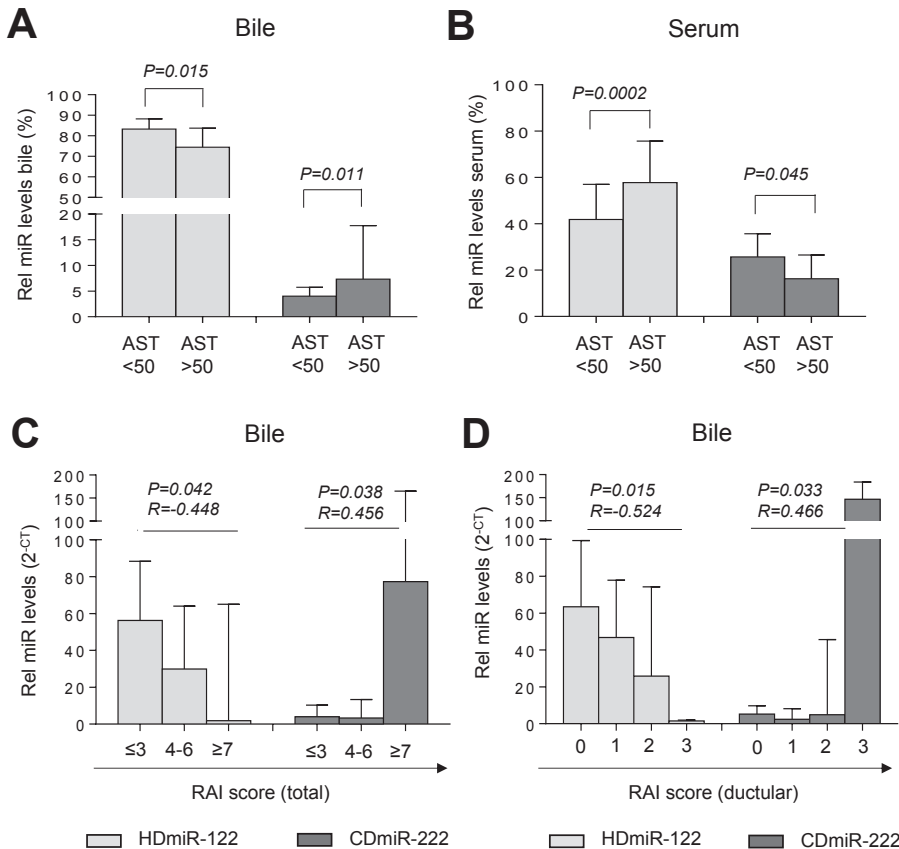 A
Bile
P=0.015
P=0.011
Rel miR levels bile (%)
100
90
80
70
60
50
20
15
10
5
0
AST AST AST AST
<50 >50 <50 >50
B
Serum
P=0.0002
P=0.045
Rel miR levels serum (%)
100
80
60
40
20
0
AST AST AST AST
<50 >50 <50 >50
C
Bile
P=0.042
R=-0.448
P=0.038
R=0.456
Rel miR levels (2-CT)
200
150
100
100
80
60
40
20
0
≤3 4-6 ≥7 ≤3 4-6 ≥7
RAI score (total)
HDmiR-122 CDmiR-222
D
Bile
P=0.015
R=-0.524
P=0.033
R=0.466
Rel miR levels (2-CT)
200
150
100
100
80
60
40
20
0
0 1 2 3 0 1 2 3
RAI score (ductular)
HDmiR-122 CDmiR-222